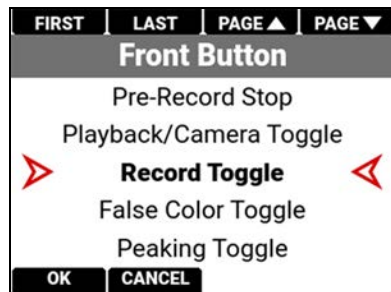 FIRST LAST PAGE▲ PAGE▼
Front Button
Pre-Record Stop
Playback/Camera Toggle
Record Toggle
False Color Toggle
Peaking Toggle
OK CANCEL